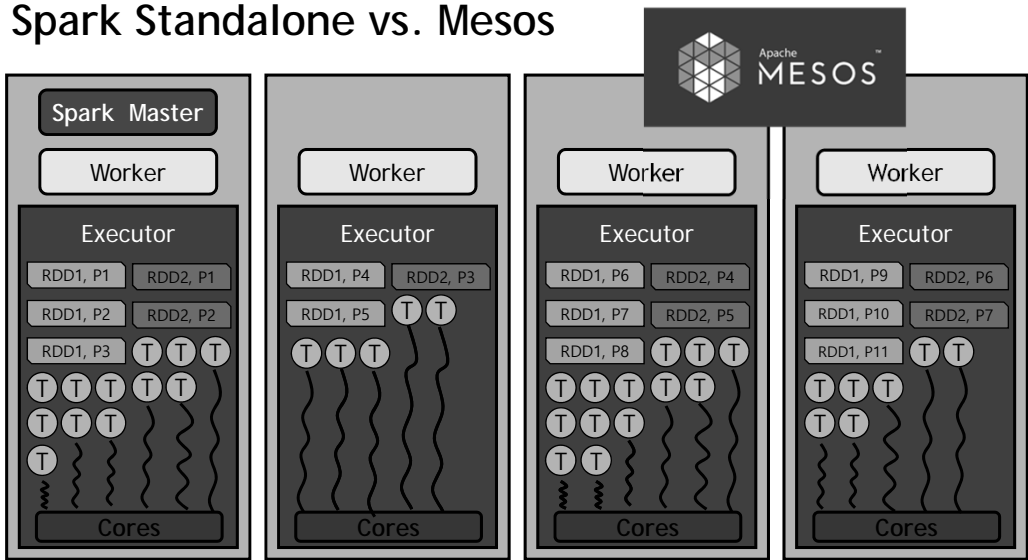 Spark Standalone vs. Mesos
Apache
MESOS™
Spark Master
Worker
Executor
RDD1, P1 RDD2, P1
RDD1, P2 RDD2, P2
RDD1, P3 T T T
T T T T T
T T T
T
Cores
Worker
Executor
RDD1, P4 RDD2, P3
RDD1, P5 T T
T T T
Cores
Worker
Executor
RDD1, P6 RDD2, P4
RDD1, P7 RDD2, P5
RDD1, P8 T T T
T T T T T
T T T
T T
Cores
Worker
Executor
RDD1, P9 RDD2, P6
RDD1, P10 RDD2, P7
RDD1, P11 T T
T T T
T T
Cores